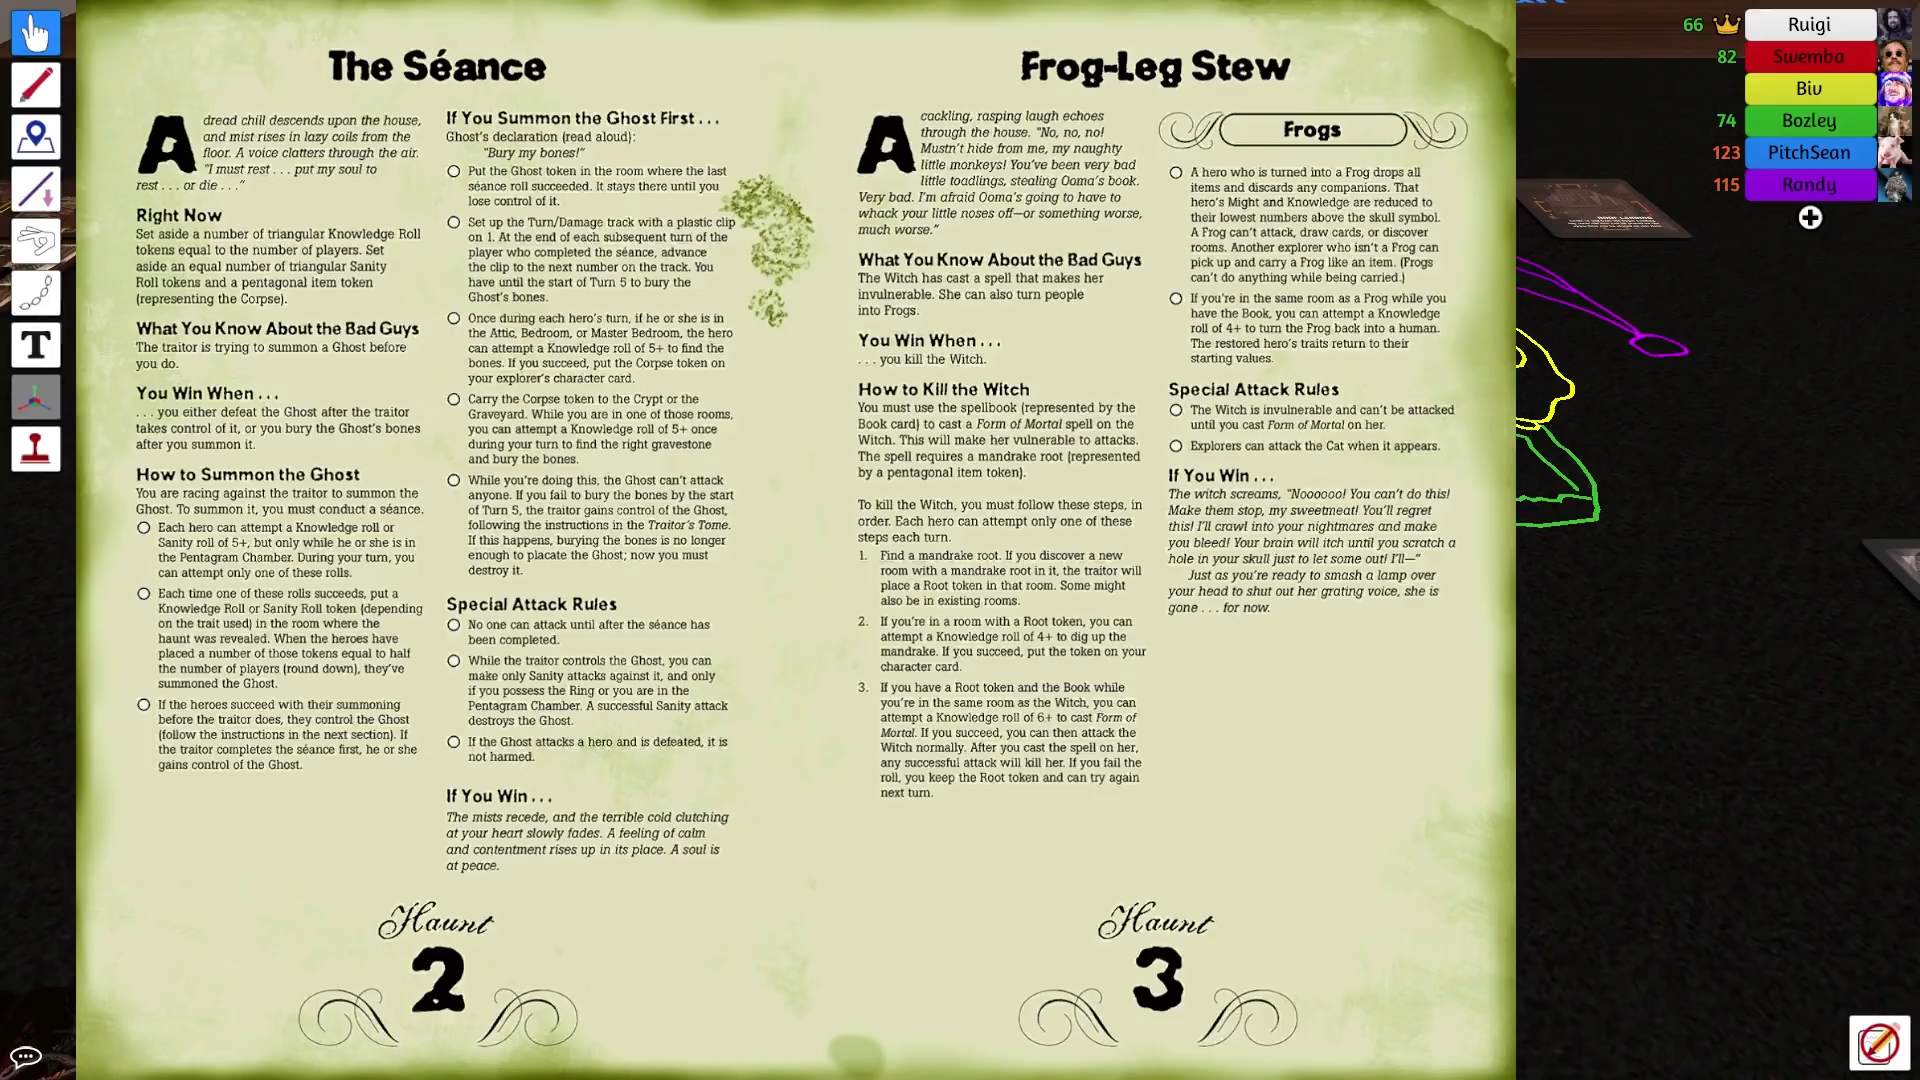 The Séance
A dread chill descends upon the house,
and mist rises in lazy coils from the
floor. A voice clatters through the air.
"I must rest . . . put my soul to
rest . . . or die . . ."
Right Now
Set aside a number of triangular Knowledge Roll
tokens equal to the number of players. Set
aside an equal number of triangular Sanity
Roll tokens and a pentagonal item token
(representing the Corpse).
What You Know About the Bad Guys
The traitor is trying to summon a Ghost before
you do.
You Win When . . .
. . . you either defeat the Ghost after the traitor
takes control of it, or you bury the Ghost's bones
after you summon it.
How to Summon the Ghost
You are racing against the traitor to summon the
Ghost. To summon it, you must conduct a séance.
Each hero can attempt a Knowledge roll or
Sanity roll of 5+, but only while he or she is in
the Pentagram Chamber. During your turn, you
can attempt only one of these rolls.
Each time one of these rolls succeeds, put a
Knowledge Roll or Sanity Roll token (depending
on the trait used) in the room where the
haunt was revealed. When the heroes have
placed a number of those tokens equal to half
the number of players (round down), they've
summoned the Ghost.
If the heroes succeed with their summoning
before the traitor does, they control the Ghost
(follow the instructions in the next section). If
the traitor completes the séance first, he or she
gains control of the Ghost.
If You Summon the Ghost First . . .
Ghost's declaration (read aloud):
"Bury my bones!"
Put the Ghost token in the room where the last
séance roll succeeded. It stays there until you
lose control of it.
Set up the Turn/Damage track with a plastic clip
on 1. At the end of each subsequent turn of the
player who completed the séance, advance
the clip to the next number on the track. You
have until the start of Turn 5 to bury the
Ghost's bones.
Once during each hero's turn, if he or she is in
the Attic, Bedroom, or Master Bedroom, the hero
can attempt a Knowledge roll of 5+ to find the
bones. If you succeed, put the Corpse token on
your explorer's character card.
Carry the Corpse token to the Crypt or the
Graveyard. While you are in one of those rooms,
you can attempt a Knowledge roll of 5+ once
during your turn to find the right gravestone
and bury the bones.
While you're doing this, the Ghost can't attack
anyone. If you fail to bury the bones by the start
of Turn 5, the traitor gains control of the Ghost,
following the instructions in the Traitor's Tome.
If this happens, burying the bones is no longer
enough to placate the Ghost; now you must
destroy it.
Special Attack Rules
No one can attack until after the séance has
been completed.
While the traitor controls the Ghost, you can
make only Sanity attacks against it, and only
if you possess the Ring or you are in the
Pentagram Chamber. A successful Sanity attack
destroys the Ghost.
If the Ghost attacks a hero and is defeated, it is
not harmed.
If You Win . . .
The mists recede, and the terrible cold clutching
at your heart slowly fades. A feeling of calm
and contentment rises up in its place. A soul is
at peace.
Haunt
2
Frog-Leg Stew
A cackling, rasping laugh echoes
through the house. "No, no, no!
Mustn't hide from me, my naughty
little monkeys! You've been very bad
little toadlings, stealing Ooma's book.
Very bad. I'm afraid Ooma's going to have to
whack your little noses off—or something worse,
much worse."
What You Know About the Bad Guys
The Witch has cast a spell that makes her
invulnerable. She can also turn people
into Frogs.
You Win When . . .
. . . you kill the Witch.
How to Kill the Witch
You must use the spellbook (represented by the
Book card) to cast a Form of Mortal spell on the
Witch. This will make her vulnerable to attacks.
The spell requires a mandrake root (represented
by a pentagonal item token).
To kill the Witch, you must follow these steps, in
order. Each hero can attempt only one of these
steps each turn.
1. Find a mandrake root. If you discover a new
room with a mandrake root in it, the traitor will
place a Root token in that room. Some might
also be in existing rooms.
2. If you're in a room with a Root token, you can
attempt a Knowledge roll of 4+ to dig up the
mandrake. If you succeed, put the token on your
character card.
3. If you have a Root token and the Book while
you're in the same room as the Witch, you can
attempt a Knowledge roll of 6+ to cast Form of
Mortal. If you succeed, you can then attack the
Witch normally. After you cast the spell on her,
any successful attack will kill her. If you fail the
roll, you keep the Root token and can try again
next turn.
Frogs
A hero who is turned into a Frog drops all
items and discards any companions. That
hero's Might and Knowledge are reduced to
their lowest numbers above the skull symbol.
A Frog can't attack, draw cards, or discover
rooms. Another explorer who isn't a Frog can
pick up and carry a Frog like an item. (Frogs
can't do anything while being carried.)
If you're in the same room as a Frog while you
have the Book, you can attempt a Knowledge
roll of 4+ to turn the Frog back into a human.
The restored hero's traits return to their
starting values.
Special Attack Rules
The Witch is invulnerable and can't be attacked
until you cast Form of Mortal on her.
Explorers can attack the Cat when it appears.
If You Win . . .
The witch screams, "Noooooo! You can't do this!
Make them stop, my sweetmeat! You'll regret
this! I'll crawl into your nightmares and make
you bleed! Your brain will itch until you scratch a
hole in your skull just to let some out! I'll—"
Just as you're ready to smash a lamp over
your head to shut out her grating voice, she is
gone . . . for now.
Haunt
3
66 Ruigi
82 Swemba
Biv
74 Bozley
123 PitchSean
115 Randy
T